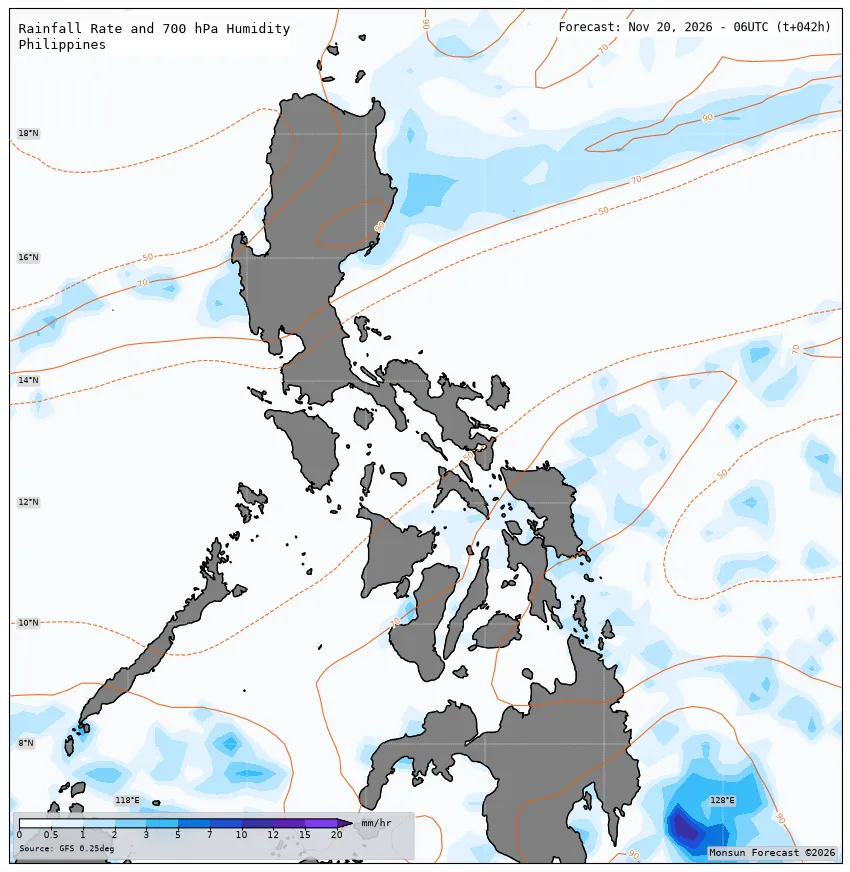 Rainfall Rate and 700 hPa Humidity
Philippines
Forecast: Nov 20, 2026 - 06UTC (t+042h)
90
70
90
18°N
70
50
90
16°N
50
70
70
14°N
50
50
12°N
10°N
70
8°N
118°E
128°E
90
0 0.5 1 2 3 5 7 10 12 15 20 mm/hr
Source: GFS 0.25deg
90
Monsun Forecast ©2026